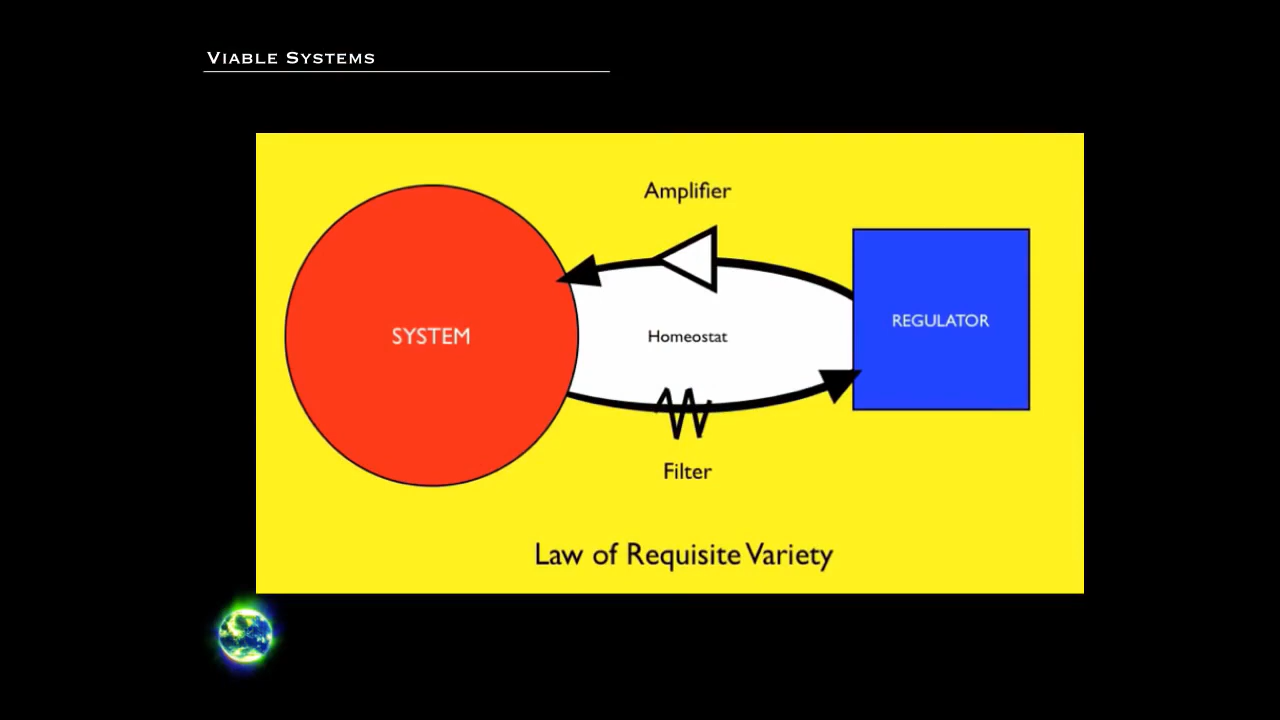 Viable Systems
Amplifier
SYSTEM
Homeostat
REGULATOR
Filter
Law of Requisite Variety